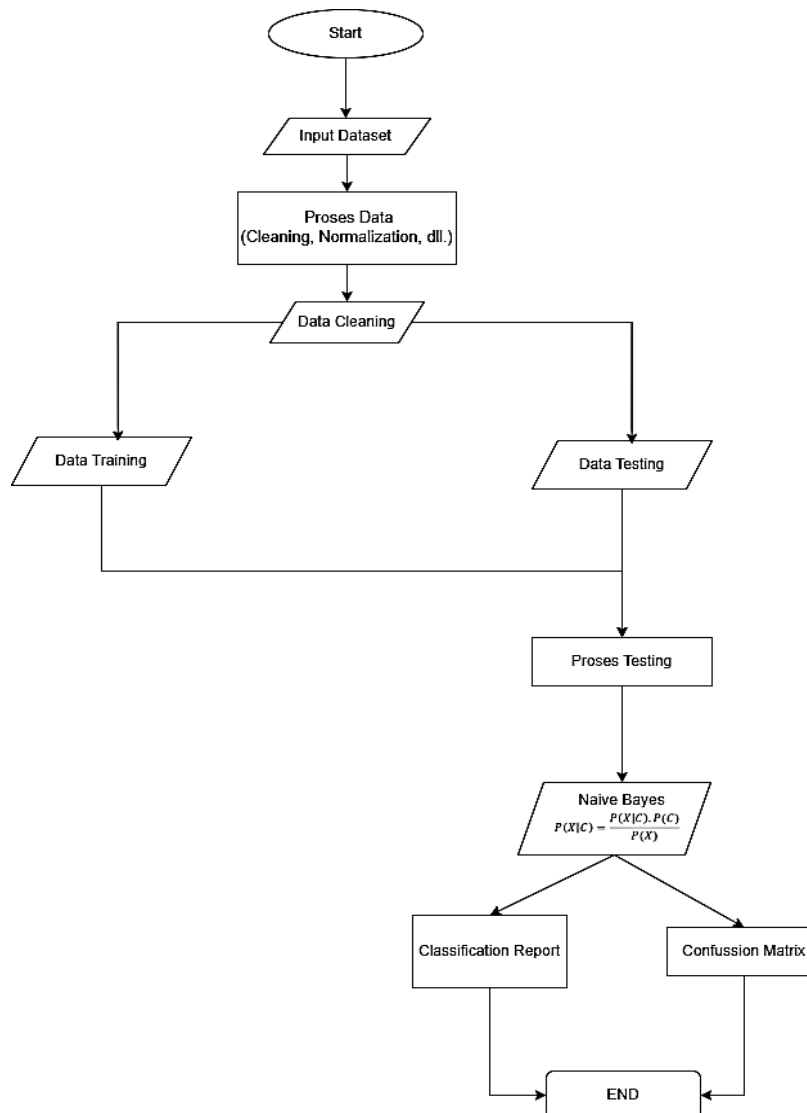 Start
Input Dataset
Proses Data
(Cleaning, Normalization, dll.)
Data Cleaning
Data Training
Data Testing
Proses Testing
Naive Bayes
P(X|C) = P(X|C). P(C) / P(X)
Classification Report
Confussion Matrix
END